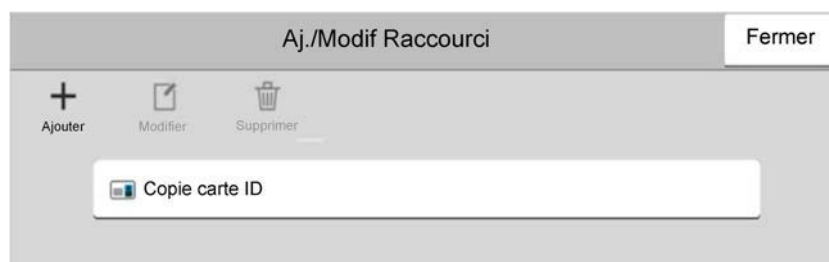 Aj./Modif Raccourci
Fermer
Ajouter
Modifier
Supprimer
Copie carte ID